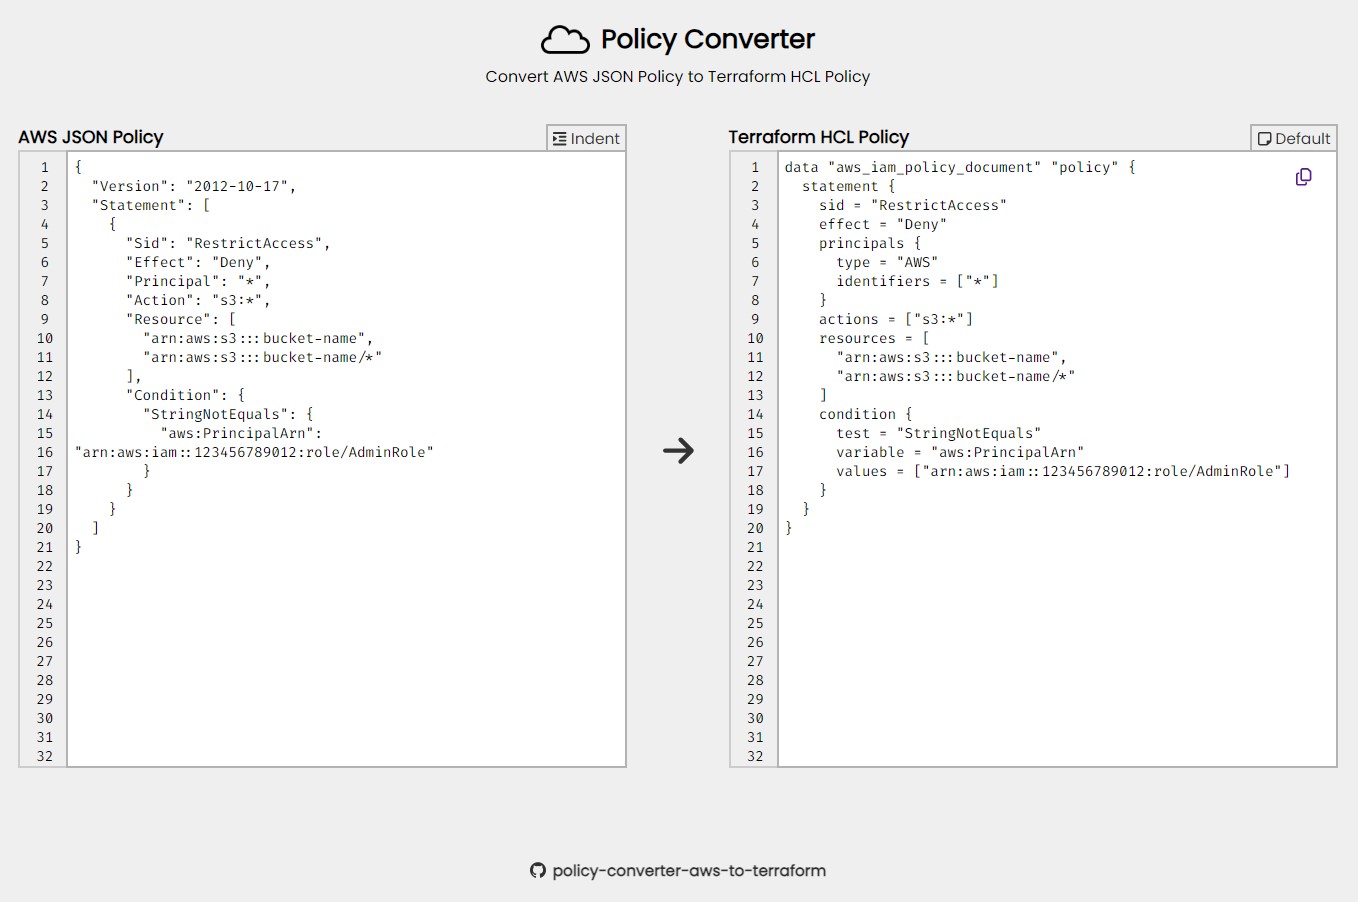 Policy Converter
Convert AWS JSON Policy to Terraform HCL Policy
AWS JSON Policy
Indent
1 {
2   "Version": "2012-10-17",
3   "Statement": [
4     {
5       "Sid": "RestrictAccess",
6       "Effect": "Deny",
7       "Principal": "*",
8       "Action": "s3:*",
9       "Resource": [
10         "arn:aws:s3:::bucket-name",
11         "arn:aws:s3:::bucket-name/*"
12       ],
13       "Condition": {
14         "StringNotEquals": {
15           "aws:PrincipalArn":
16 "arn:aws:iam::123456789012:role/AdminRole"
17         }
18       }
19     }
20   ]
21 }
22
23
24
25
26
27
28
29
30
31
32
Terraform HCL Policy
Default
1 data "aws_iam_policy_document" "policy" {
2   statement {
3     sid = "RestrictAccess"
4     effect = "Deny"
5     principals {
6       type = "AWS"
7       identifiers = ["*"]
8     }
9     actions = ["s3:*"]
10     resources = [
11       "arn:aws:s3:::bucket-name",
12       "arn:aws:s3:::bucket-name/*"
13     ]
14     condition {
15       test = "StringNotEquals"
16       variable = "aws:PrincipalArn"
17       values = ["arn:aws:iam::123456789012:role/AdminRole"]
18     }
19   }
20 }
21
22
23
24
25
26
27
28
29
30
31
32
policy-converter-aws-to-terraform